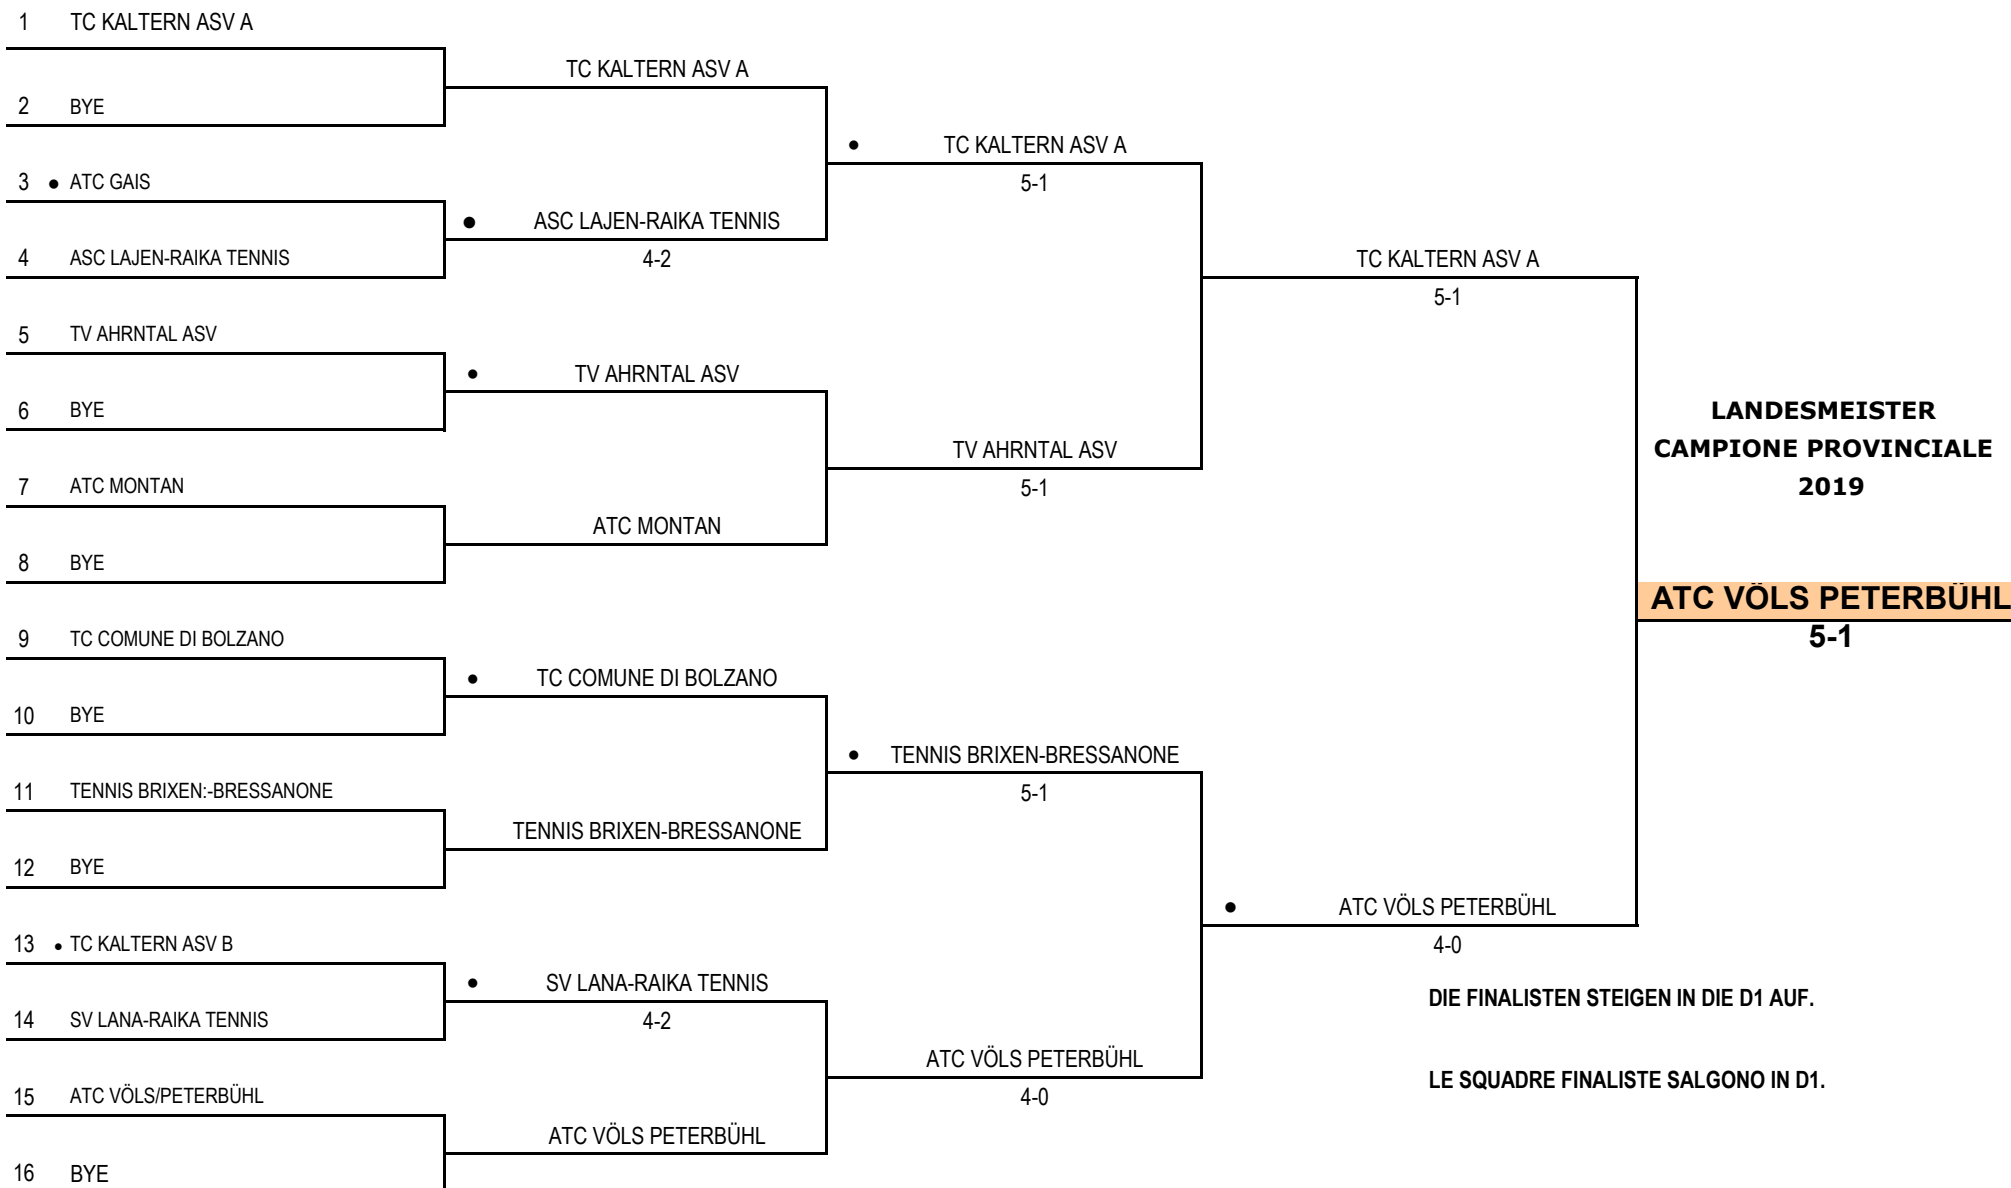 1 TC KALTERN ASV A
TC KALTERN ASV A
2 BYE
● TC KALTERN ASV A
3 ● ATC GAIS
5-1
● ASC LAJEN-RAIKA TENNIS
4 ASC LAJEN-RAIKA TENNIS
4-2
TC KALTERN ASV A
5-1
5 TV AHRNTAL ASV
● TV AHRNTAL ASV
6 BYE
LANDESMEISTER
CAMPIONE PROVINCIALE
2019
TV AHRNTAL ASV
5-1
7 ATC MONTAN
ATC MONTAN
8 BYE
ATC VÖLS PETERBÜHL
5-1
9 TC COMUNE DI BOLZANO
● TC COMUNE DI BOLZANO
10 BYE
● TENNIS BRIXEN-BRESSANONE
5-1
11 TENNIS BRIXEN:-BRESSANONE
TENNIS BRIXEN-BRESSANONE
12 BYE
● ATC VÖLS PETERBÜHL
4-0
13 ● TC KALTERN ASV B
● SV LANA-RAIKA TENNIS
4-2
DIE FINALISTEN STEIGEN IN DIE D1 AUF.
14 SV LANA-RAIKA TENNIS
ATC VÖLS PETERBÜHL
4-0
LE SQUADRE FINALISTE SALGONO IN D1.
15 ATC VÖLS/PETERBÜHL
ATC VÖLS PETERBÜHL
16 BYE